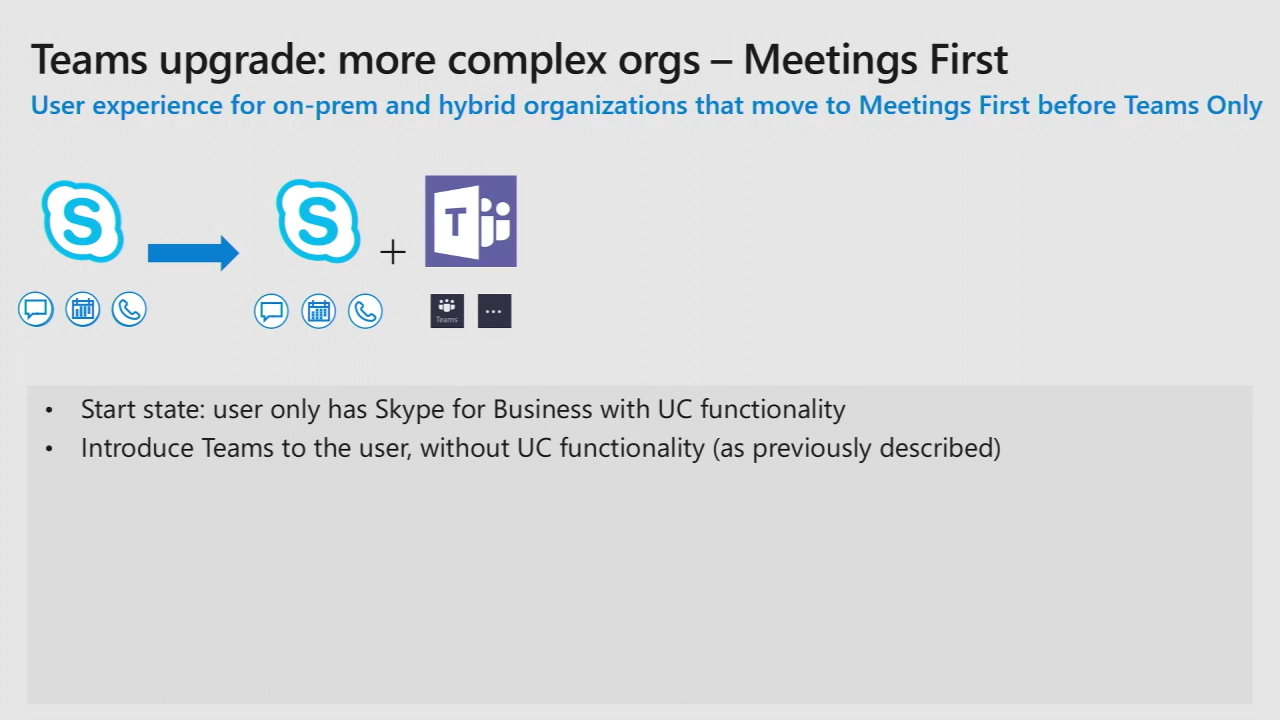 Teams upgrade: more complex orgs – Meetings First
User experience for on-prem and hybrid organizations that move to Meetings First before Teams Only
S
S
+
T
Teams
...
• Start state: user only has Skype for Business with UC functionality
• Introduce Teams to the user, without UC functionality (as previously described)